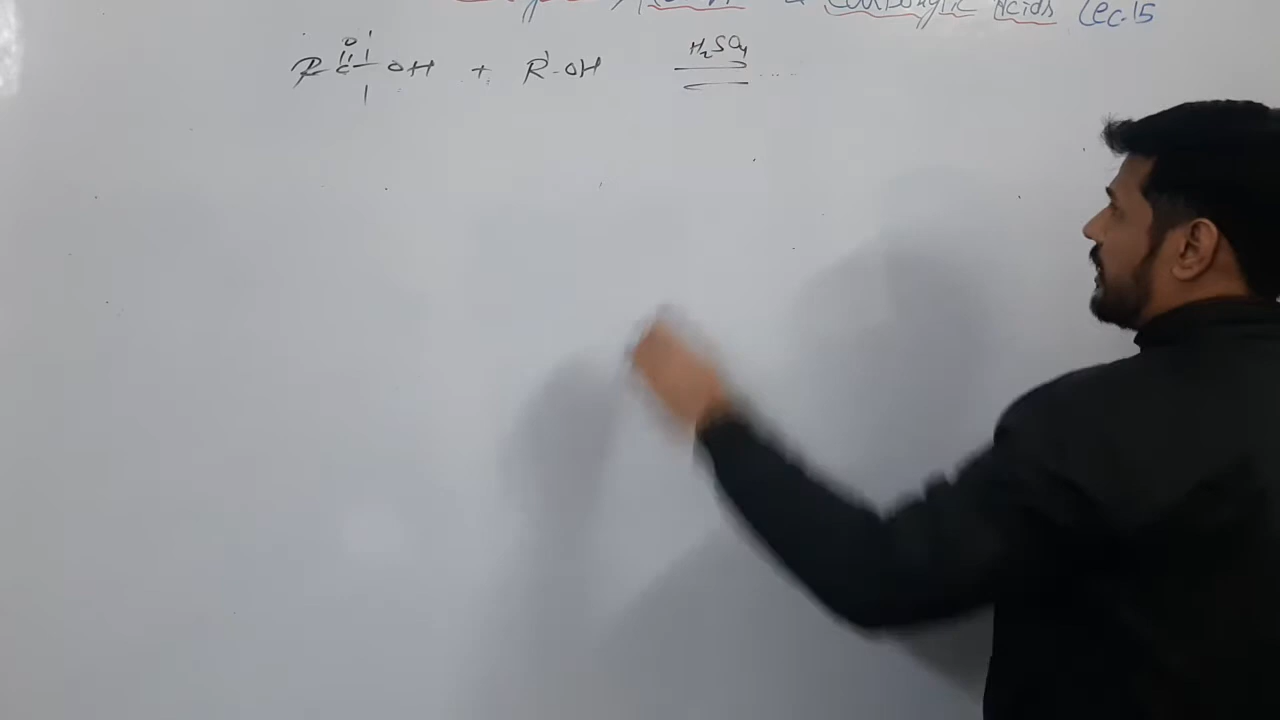 Carboxylic Acids Lec.15
O
R-C-OH + R'-OH H₂SO₄ ⇌